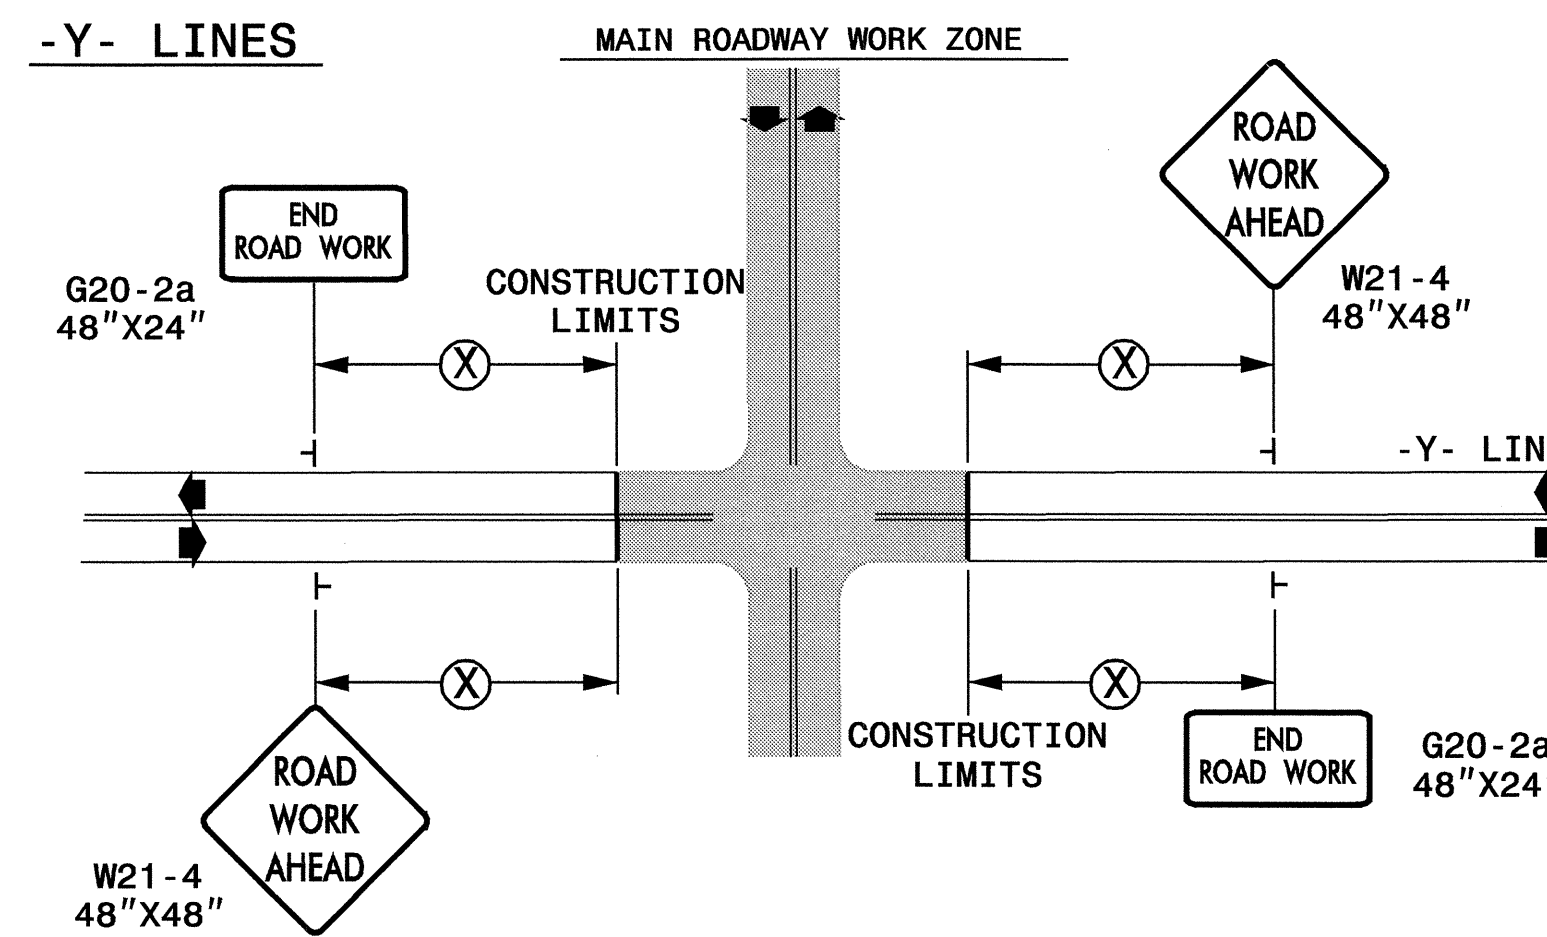 -Y- LINES
MAIN ROADWAY WORK ZONE
ROAD
WORK
AHEAD
END
ROAD WORK
G20-2a
48"X24"
CONSTRUCTION
LIMITS
W21-4
48"X48"
X
X
-Y- LIN
X
X
CONSTRUCTION
LIMITS
END
ROAD WORK
G20-2a
48"X24
ROAD
WORK
AHEAD
W21-4
48"X48"